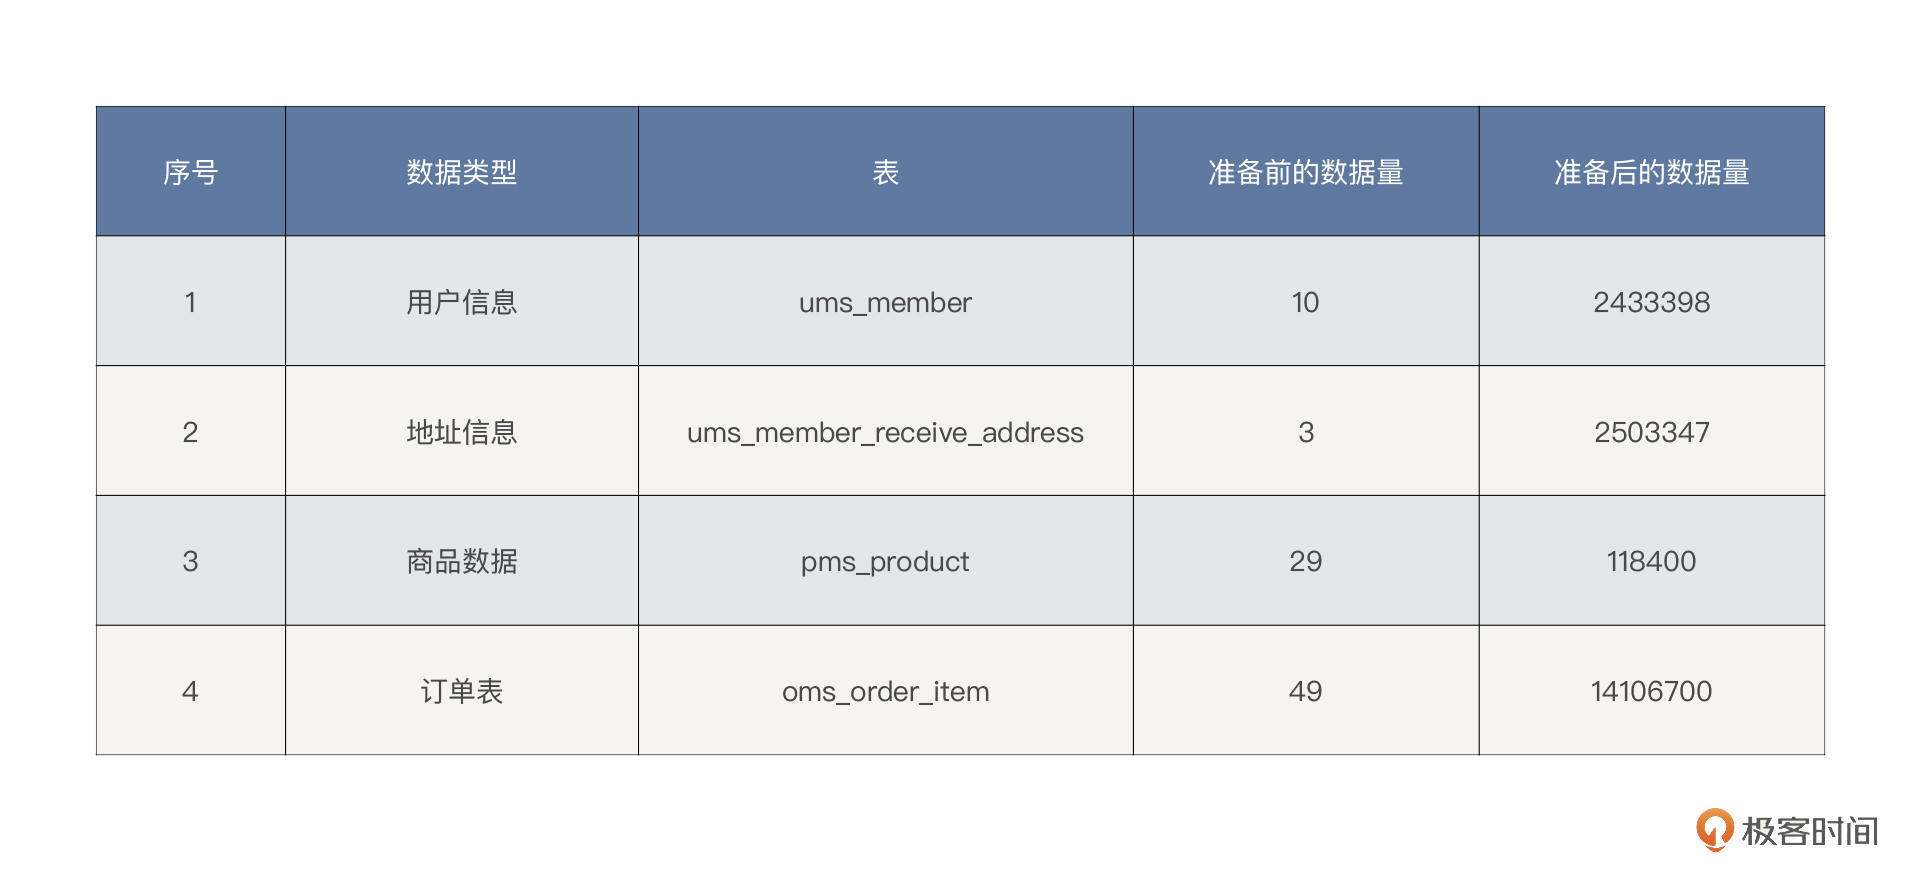 序号 数据类型 表 准备前的数据量 准备后的数据量
1 用户信息 ums_member 10 2433398
2 地址信息 ums_member_receive_address 3 2503347
3 商品数据 pms_product 29 118400
4 订单表 oms_order_item 49 14106700
极客时间